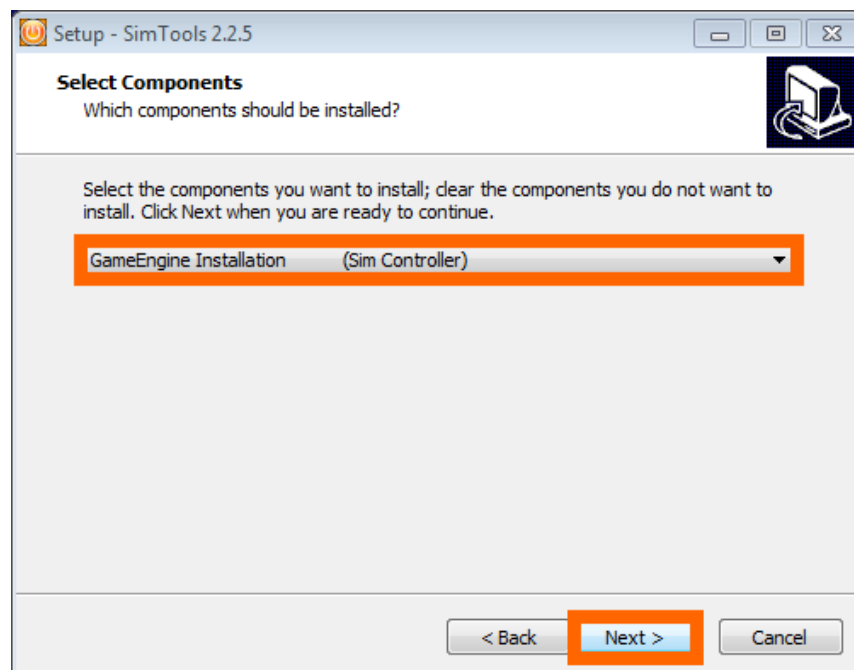 Setup - SimTools 2.2.5
Select Components
Which components should be installed?
Select the components you want to install; clear the components you do not want to
install. Click Next when you are ready to continue.
GameEngine Installation (Sim Controller)
< Back Next > Cancel